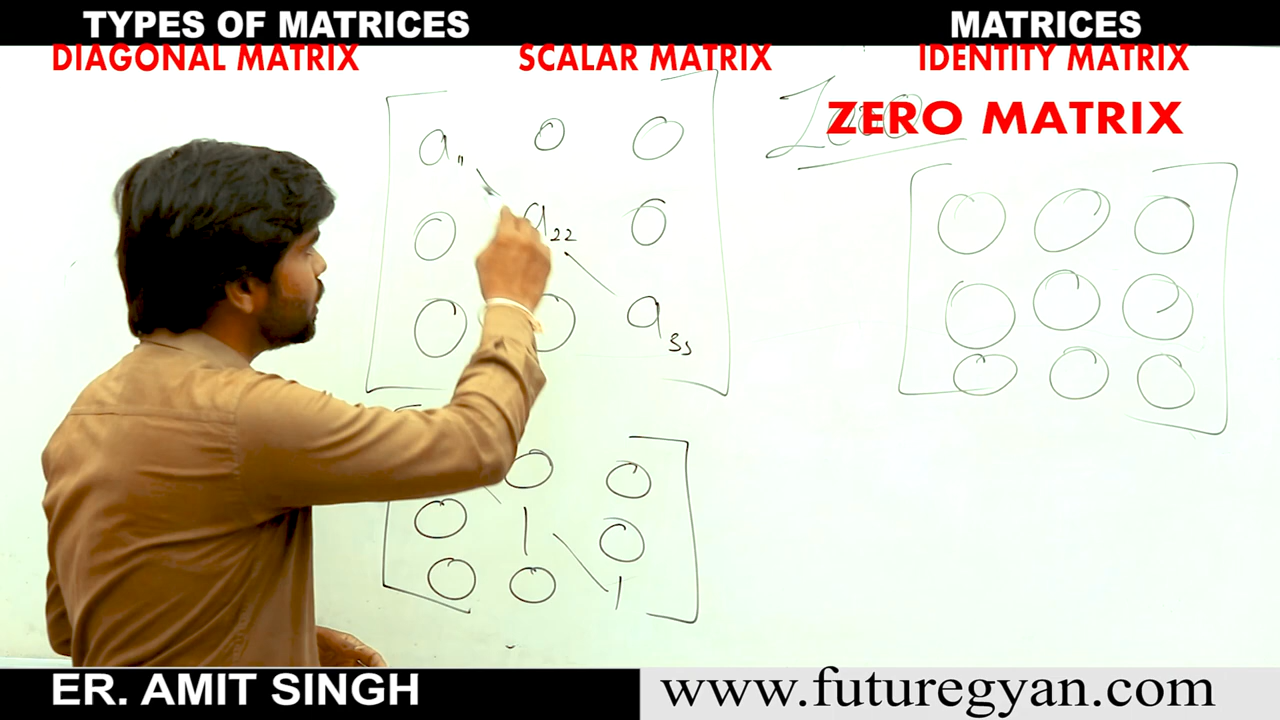 TYPES OF MATRICES
MATRICES
DIAGONAL MATRIX
SCALAR MATRIX
IDENTITY MATRIX
Zero
ZERO MATRIX
a11 0 0
0 a22 0
0 0 a33
0 0 0
0 0 0
0 0 0
0 0
0 1 0
0 0 1
ER. AMIT SINGH
www.futuregyan.com